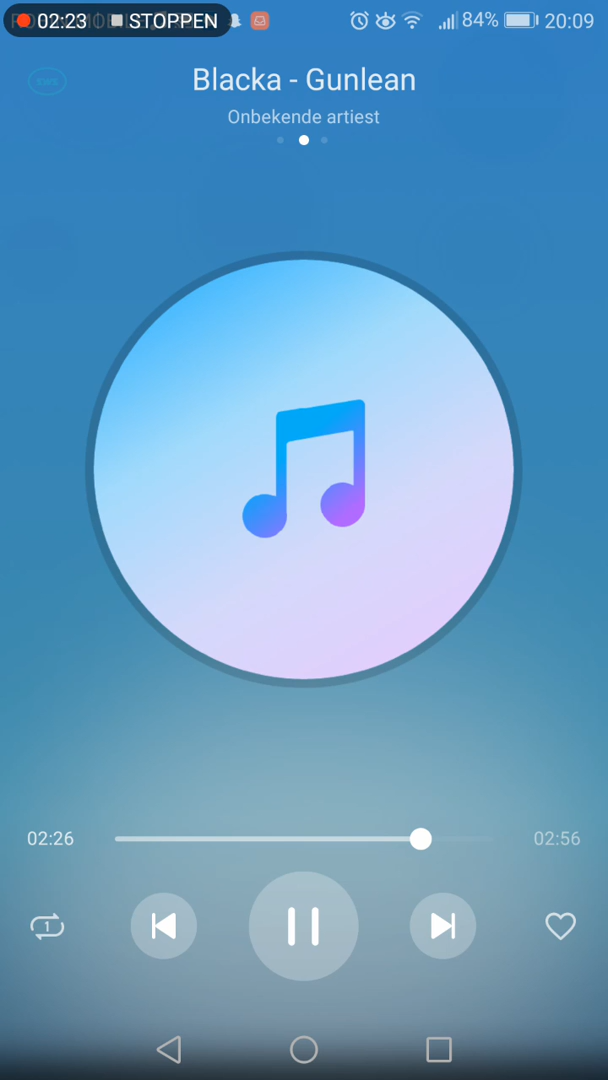 02:23 STOPPEN 84% 20:09
Blacka - Gunlean
Onbekende artiest
02:26 02:56
1